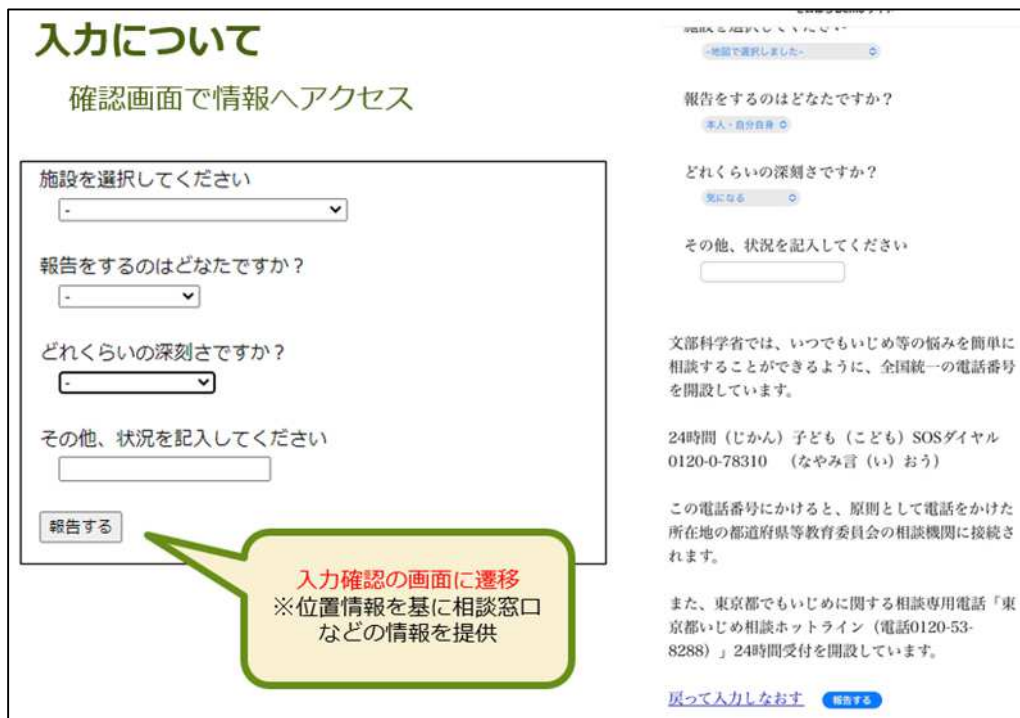 入力について
確認画面で情報へアクセス
施設を選択してください
-
報告をするのはどなたですか？
-
どれくらいの深刻さですか？
-
その他、状況を記入してください
報告する
入力確認の画面に遷移
※位置情報を基に相談窓口
などの情報を提供
-地図で選択しました-
報告をするのはどなたですか？
本人・自分自身
どれくらいの深刻さですか？
気になる
その他、状況を記入してください
文部科学省では、いつでもいじめ等の悩みを簡単に
相談することができるように、全国統一の電話番号
を開設しています。
24時間（じかん）子ども（こども）SOSダイヤル
0120-0-78310　（なやみ言（い）おう）
この電話番号にかけると、原則として電話をかけた
所在地の都道府県等教育委員会の相談機関に接続さ
れます。
また、東京都でもいじめに関する相談専用電話「東
京都いじめ相談ホットライン（電話0120-53-
8288）」24時間受付を開設しています。
戻って入力しなおす
報告する